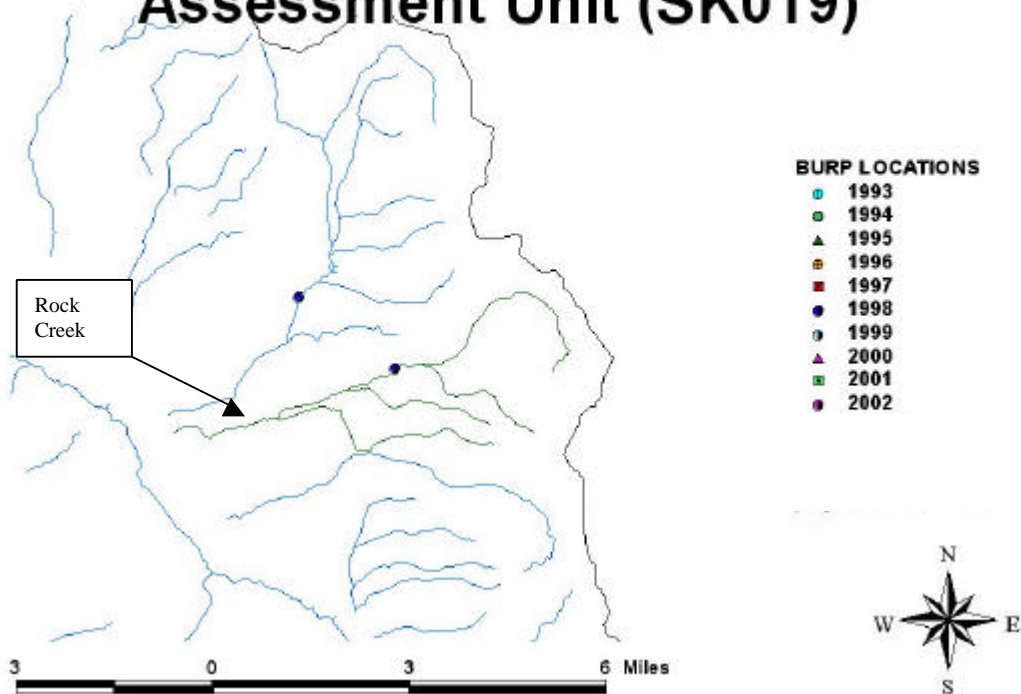 Assessment Unit (SK019)
BURP LOCATIONS
1993
1994
1995
1996
1997
1998
1999
2000
2001
2002
Rock
Creek
N
W E
S
3 0 3 6 Miles